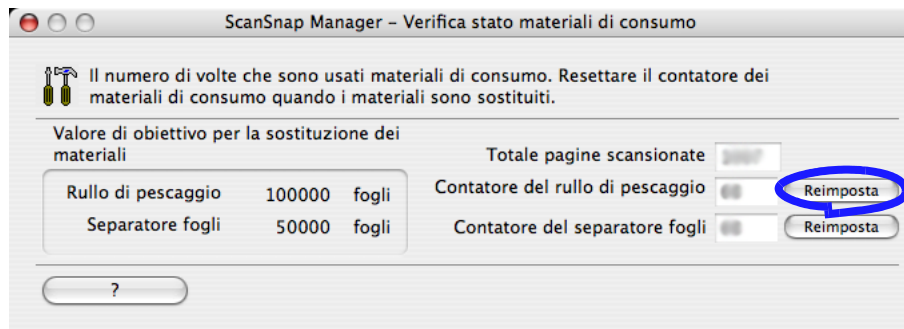 ScanSnap Manager – Verifica stato materiali di consumo
Il numero di volte che sono usati materiali di consumo. Resettare il contatore dei
materiali di consumo quando i materiali sono sostituiti.
Valore di obiettivo per la sostituzione dei
materiali
Rullo di pescaggio 100000 fogli
Separatore fogli 50000 fogli
Totale pagine scansionate
Contatore del rullo di pescaggio Reimposta
Contatore del separatore fogli Reimposta
?